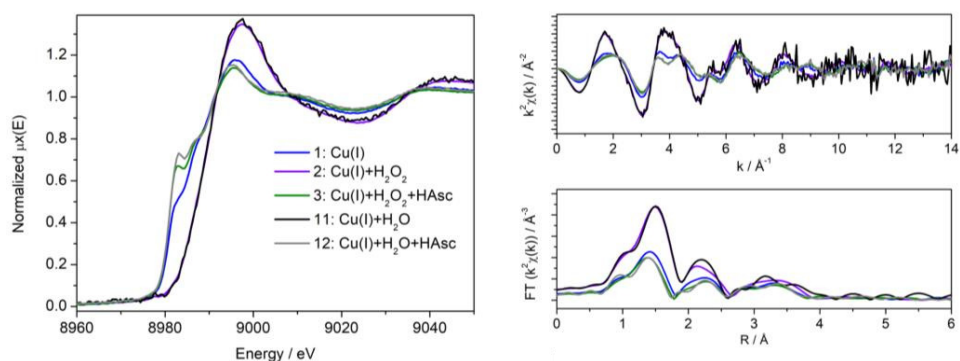 Normalized μx(E)
1.2
1.0
0.8
0.6
0.4
0.2
0.0
1: Cu(I)
2: Cu(I)+H₂O₂
3: Cu(I)+H₂O₂+HAsc
11: Cu(I)+H₂O
12: Cu(I)+H₂O+HAsc
8960 8980 9000 9020 9040
Energy / eV
k²χ(k) / Å⁻²
0 2 4 6 8 10 12 14
k / Å⁻¹
FT (k²χ(k)) / Å⁻³
0 1 2 3 4 5 6
R / Å